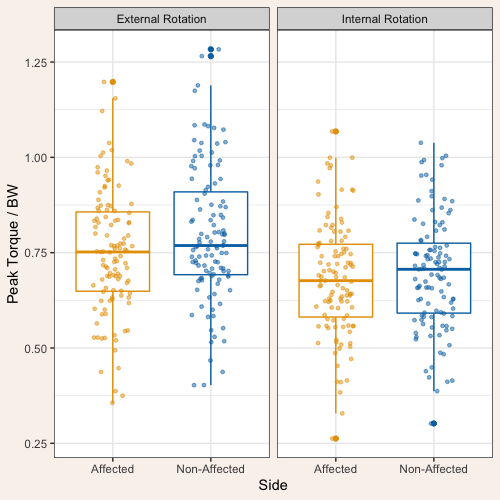 External Rotation
Internal Rotation
Peak Torque / BW
1.25
1.00
0.75
0.50
0.25
Affected
Non-Affected
Affected
Non-Affected
Side